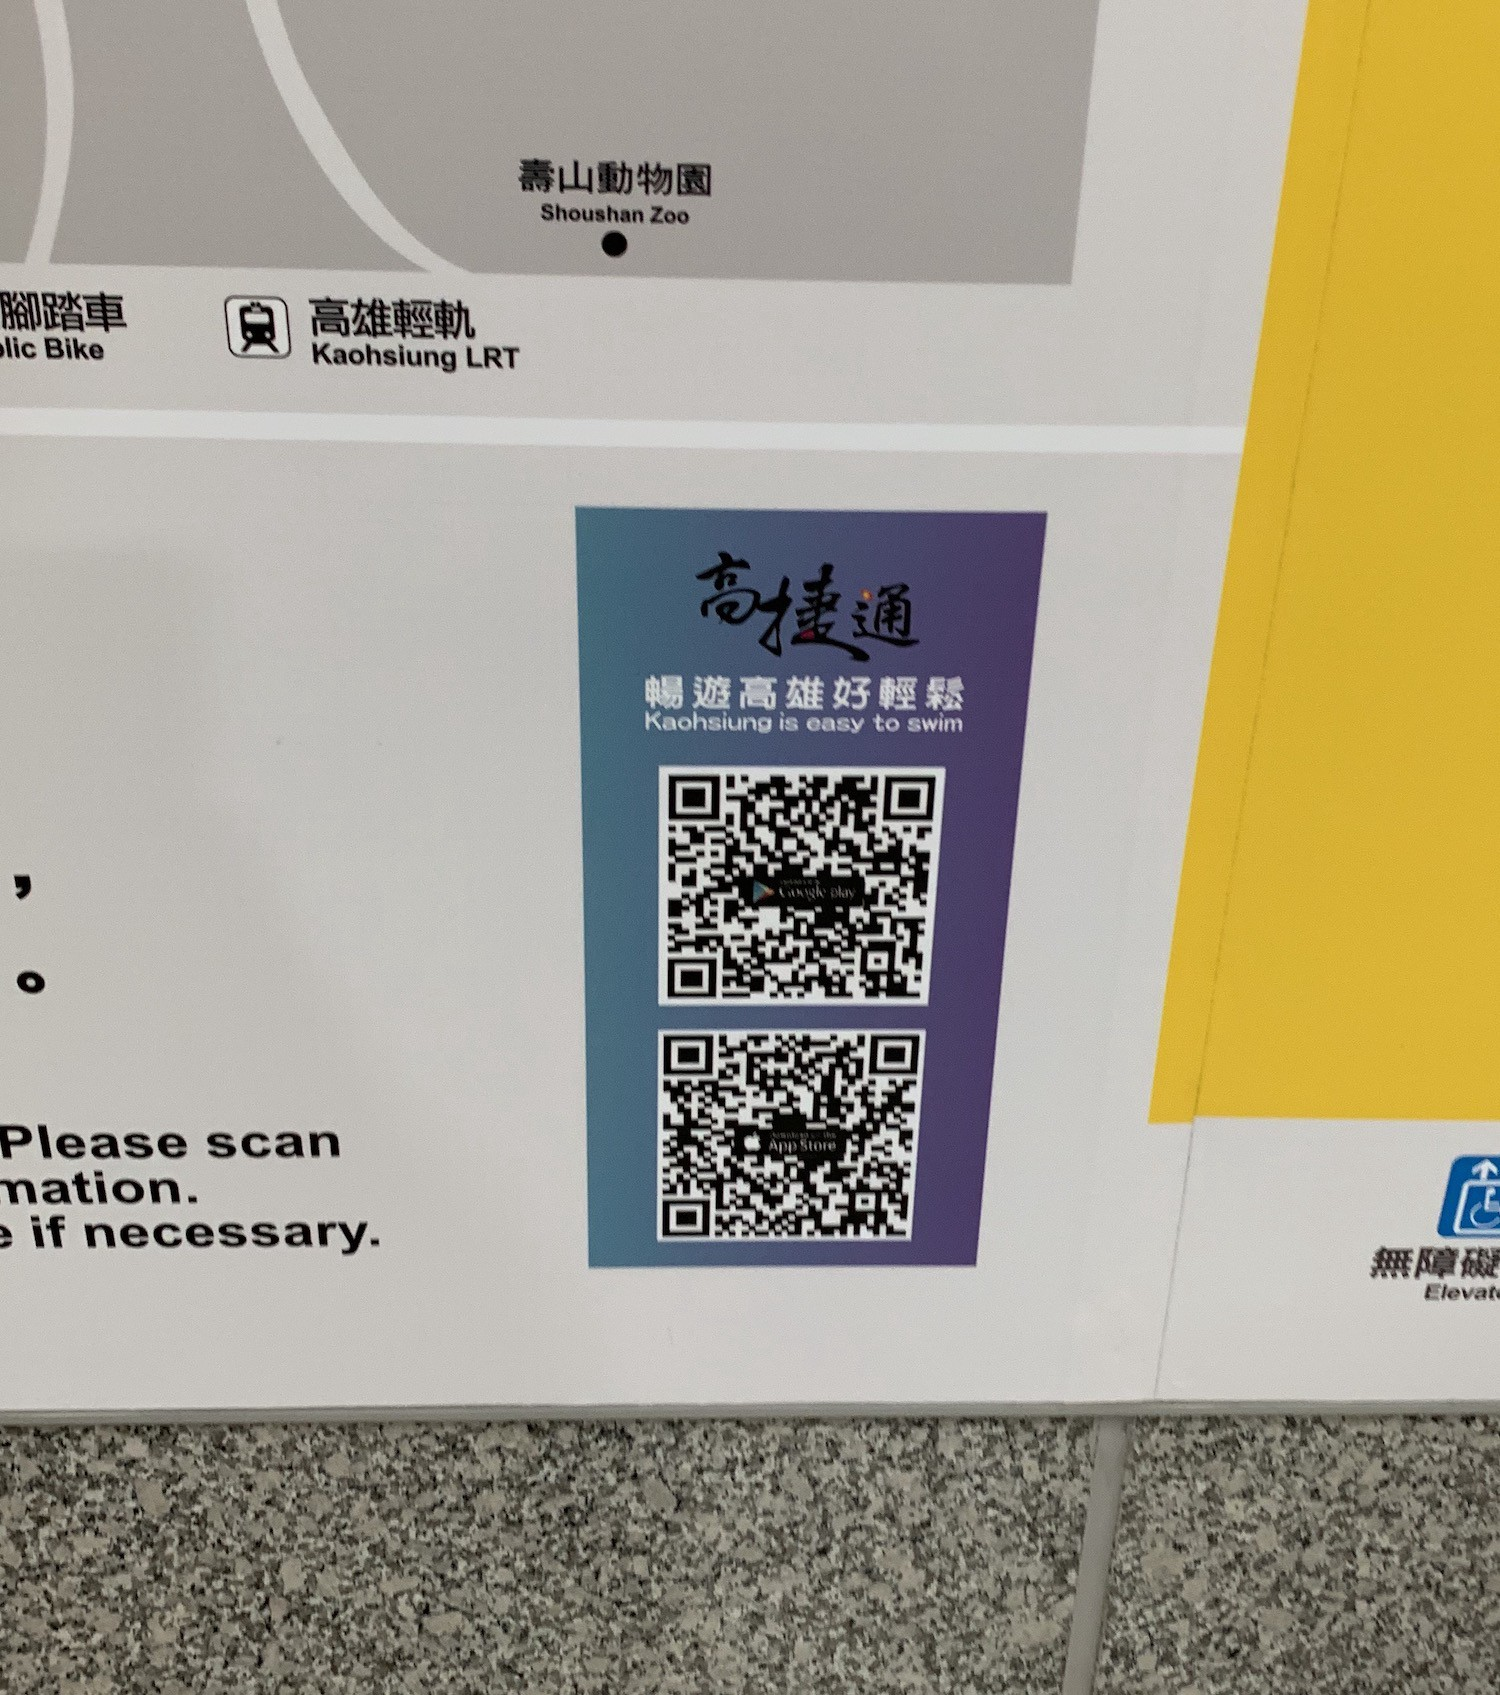 壽山動物園
Shoushan Zoo
腳踏車
lic Bike
高雄輕軌
Kaohsiung LRT
高捷通
暢遊高雄好輕鬆
Kaohsiung is easy to swim
Google play
，
。
Please scan
mation.
e if necessary.
App Store
無障礙
Elevat